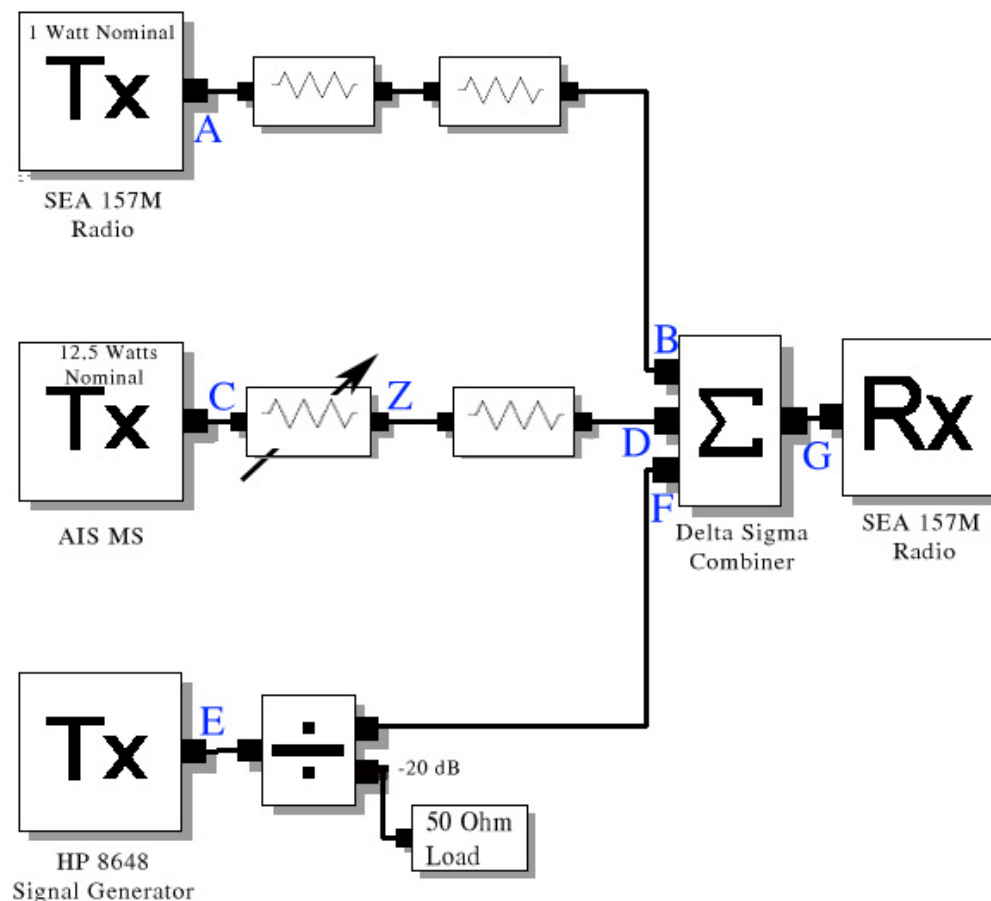 1 Watt Nominal
Tx
A
SEA 157M
Radio
12.5 Watts
Nominal
Tx
C
Z
AIS MS
B
D
F
Σ
G
Rx
Delta Sigma
Combiner
SEA 157M
Radio
Tx
E
÷
-20 dB
50 Ohm
Load
HP 8648
Signal Generator